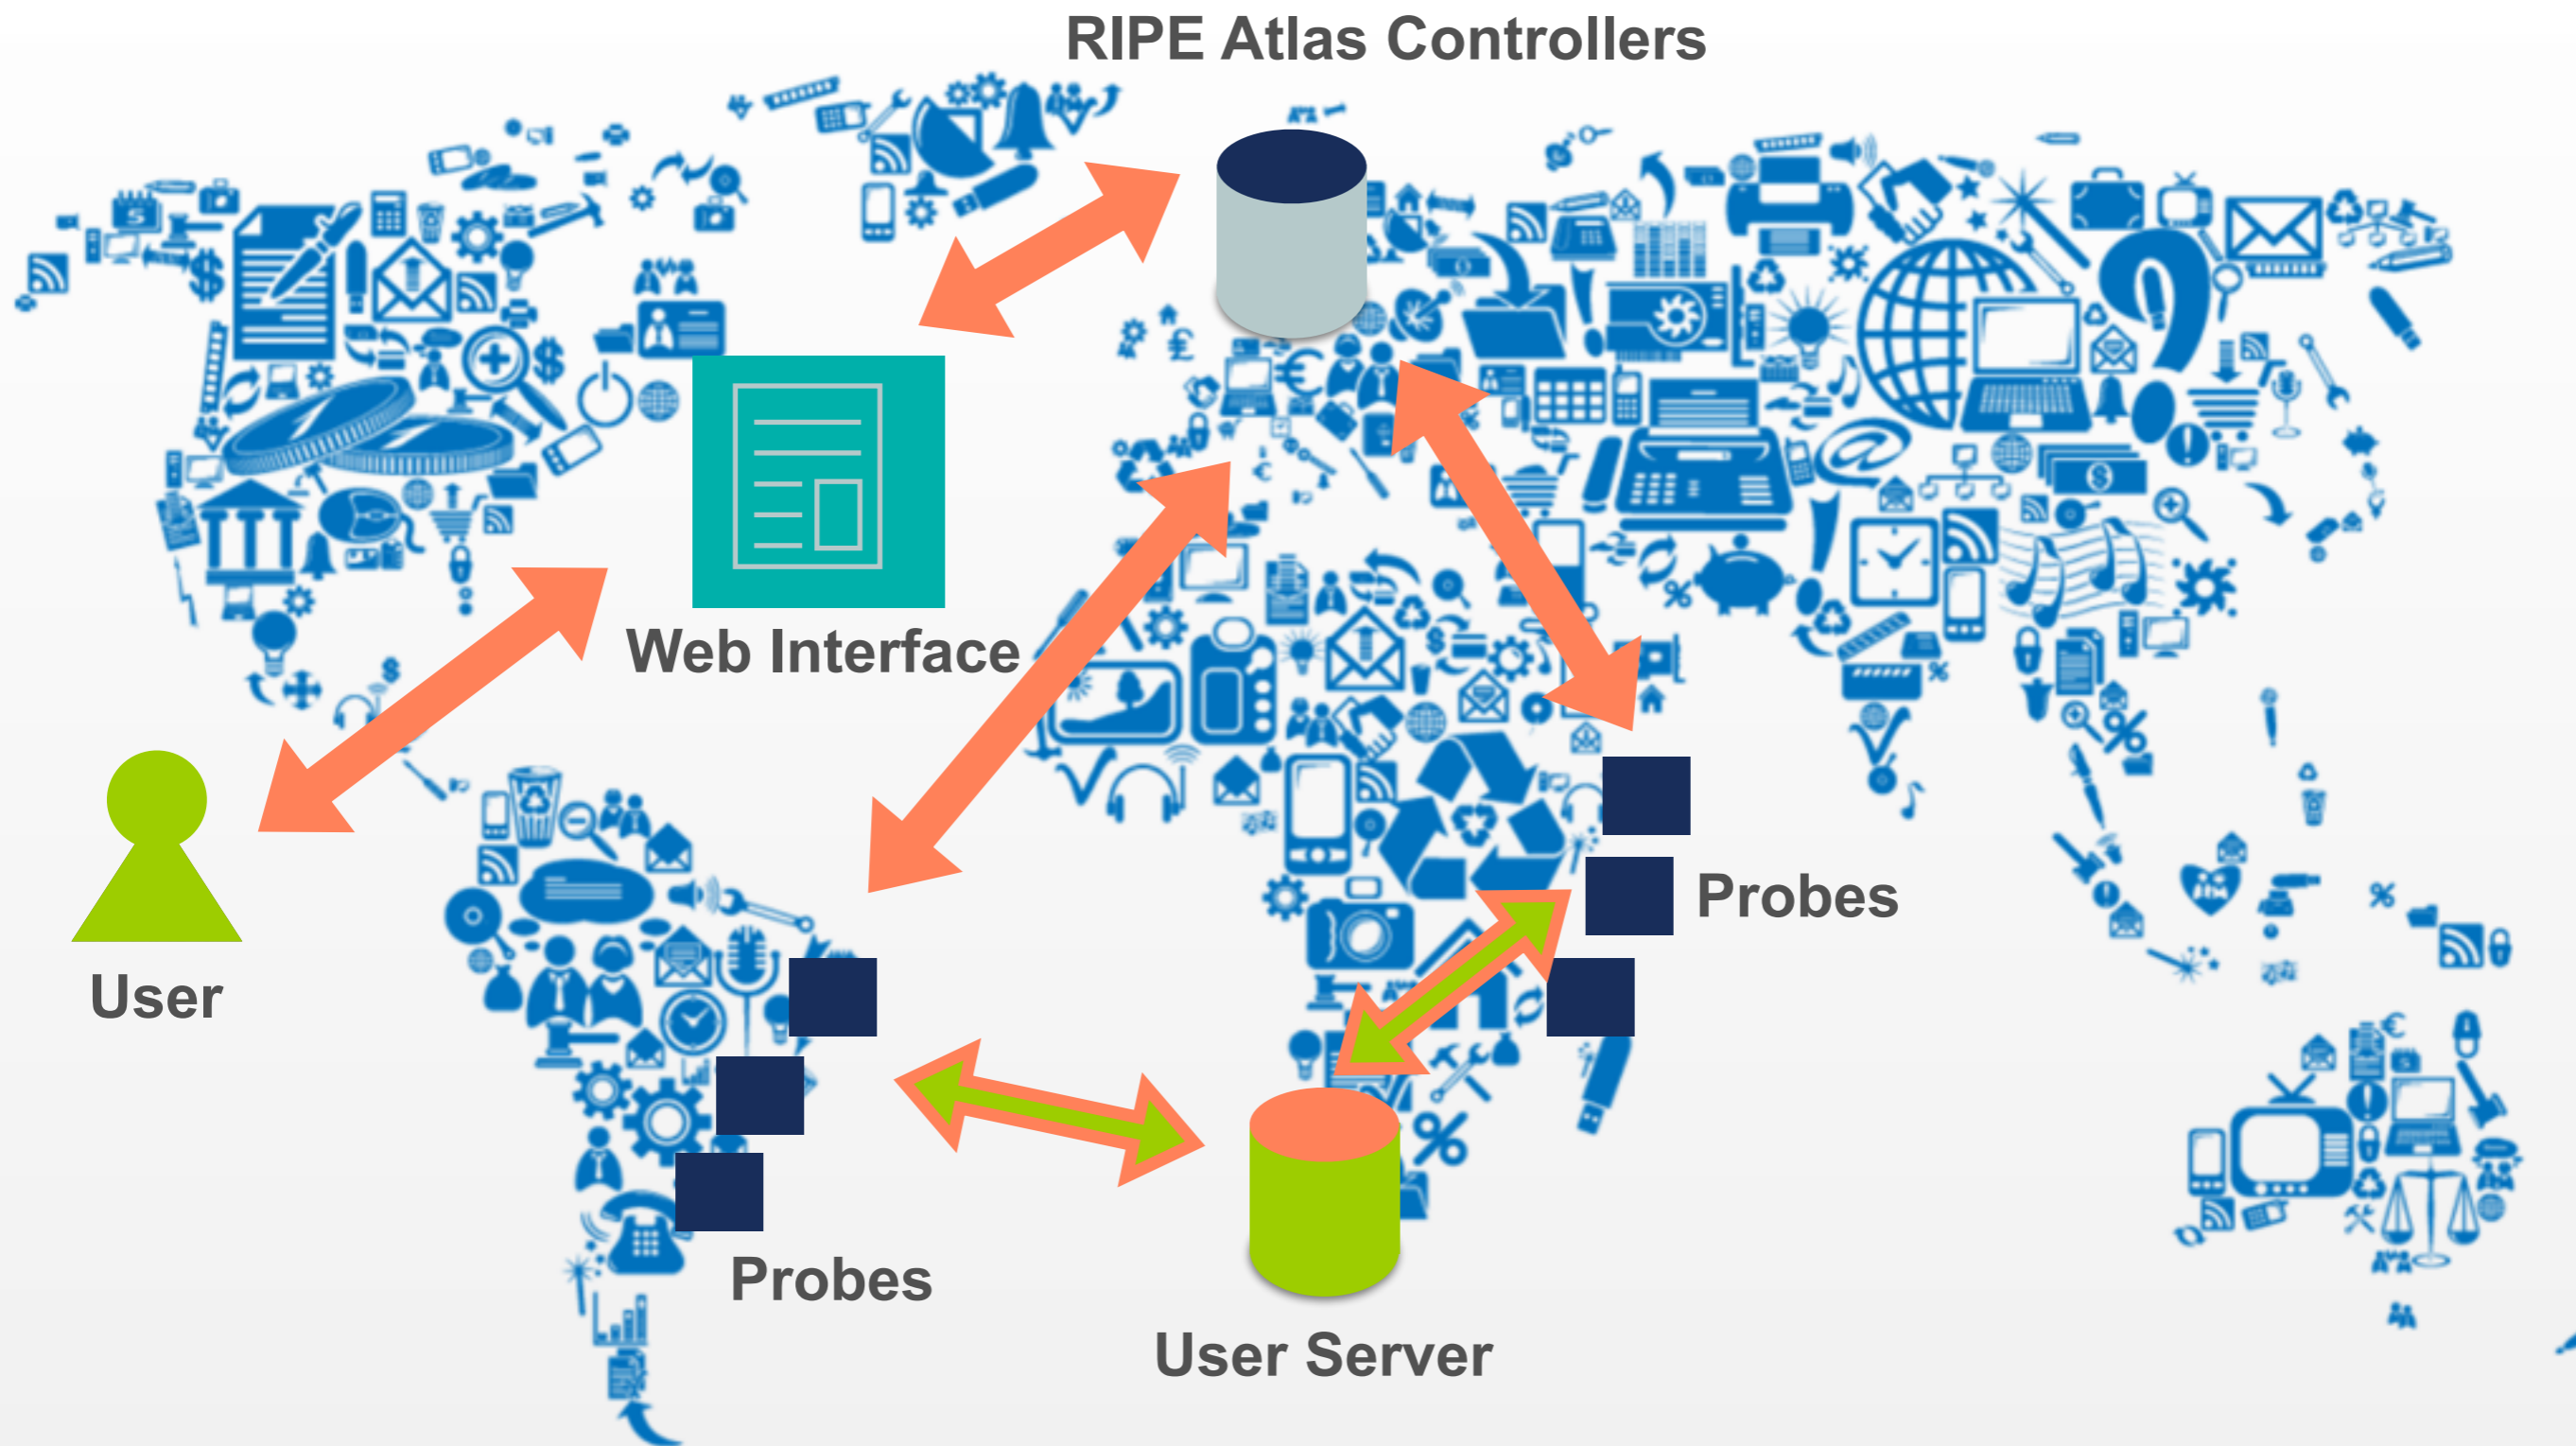 RIPE Atlas Controllers
Web Interface
User
Probes
Probes
User Server